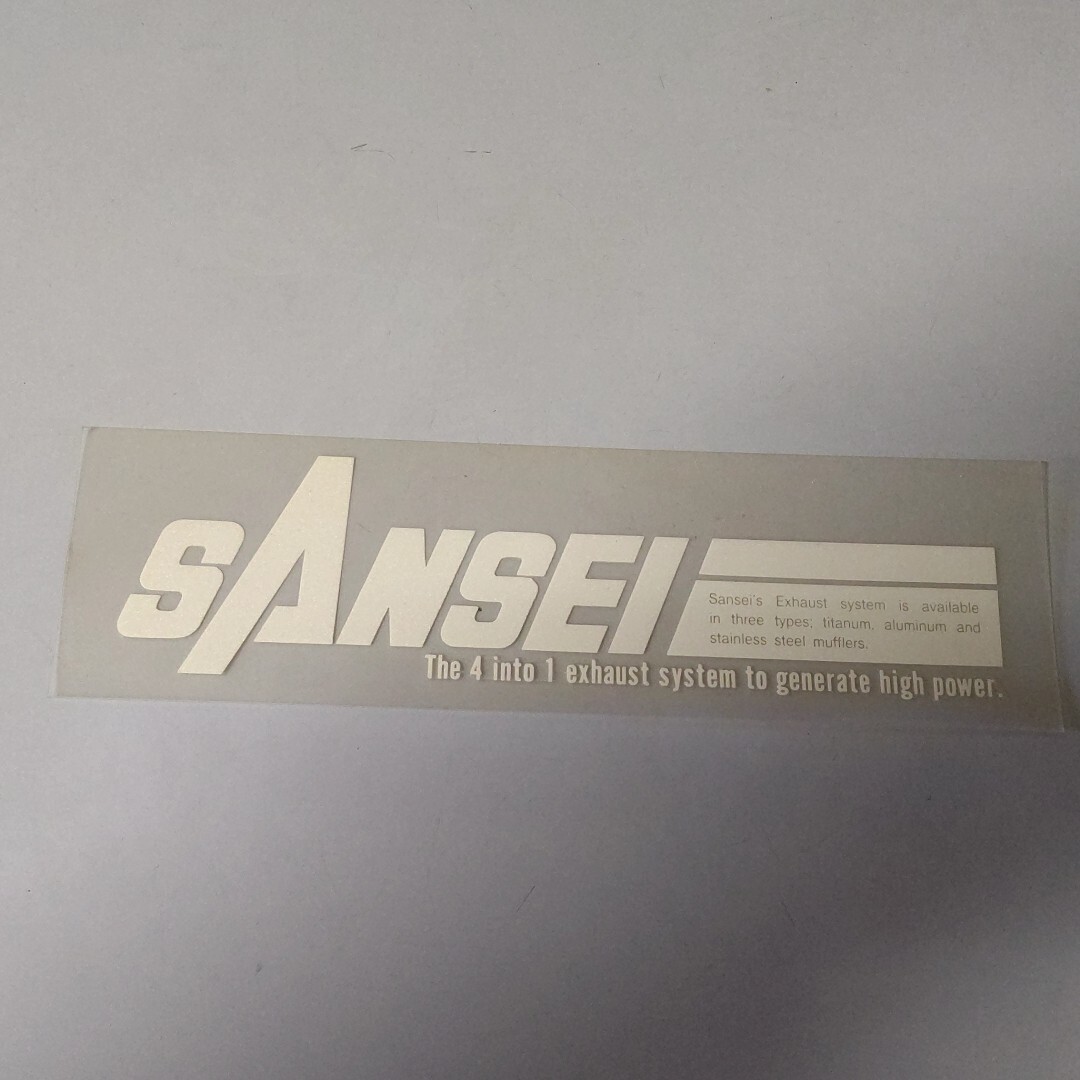 SANSEI
Sansei's Exhaust system is available
in three types; titanum, aluminum and
stainless steel mufflers.
The 4 into 1 exhaust system to generate high power.